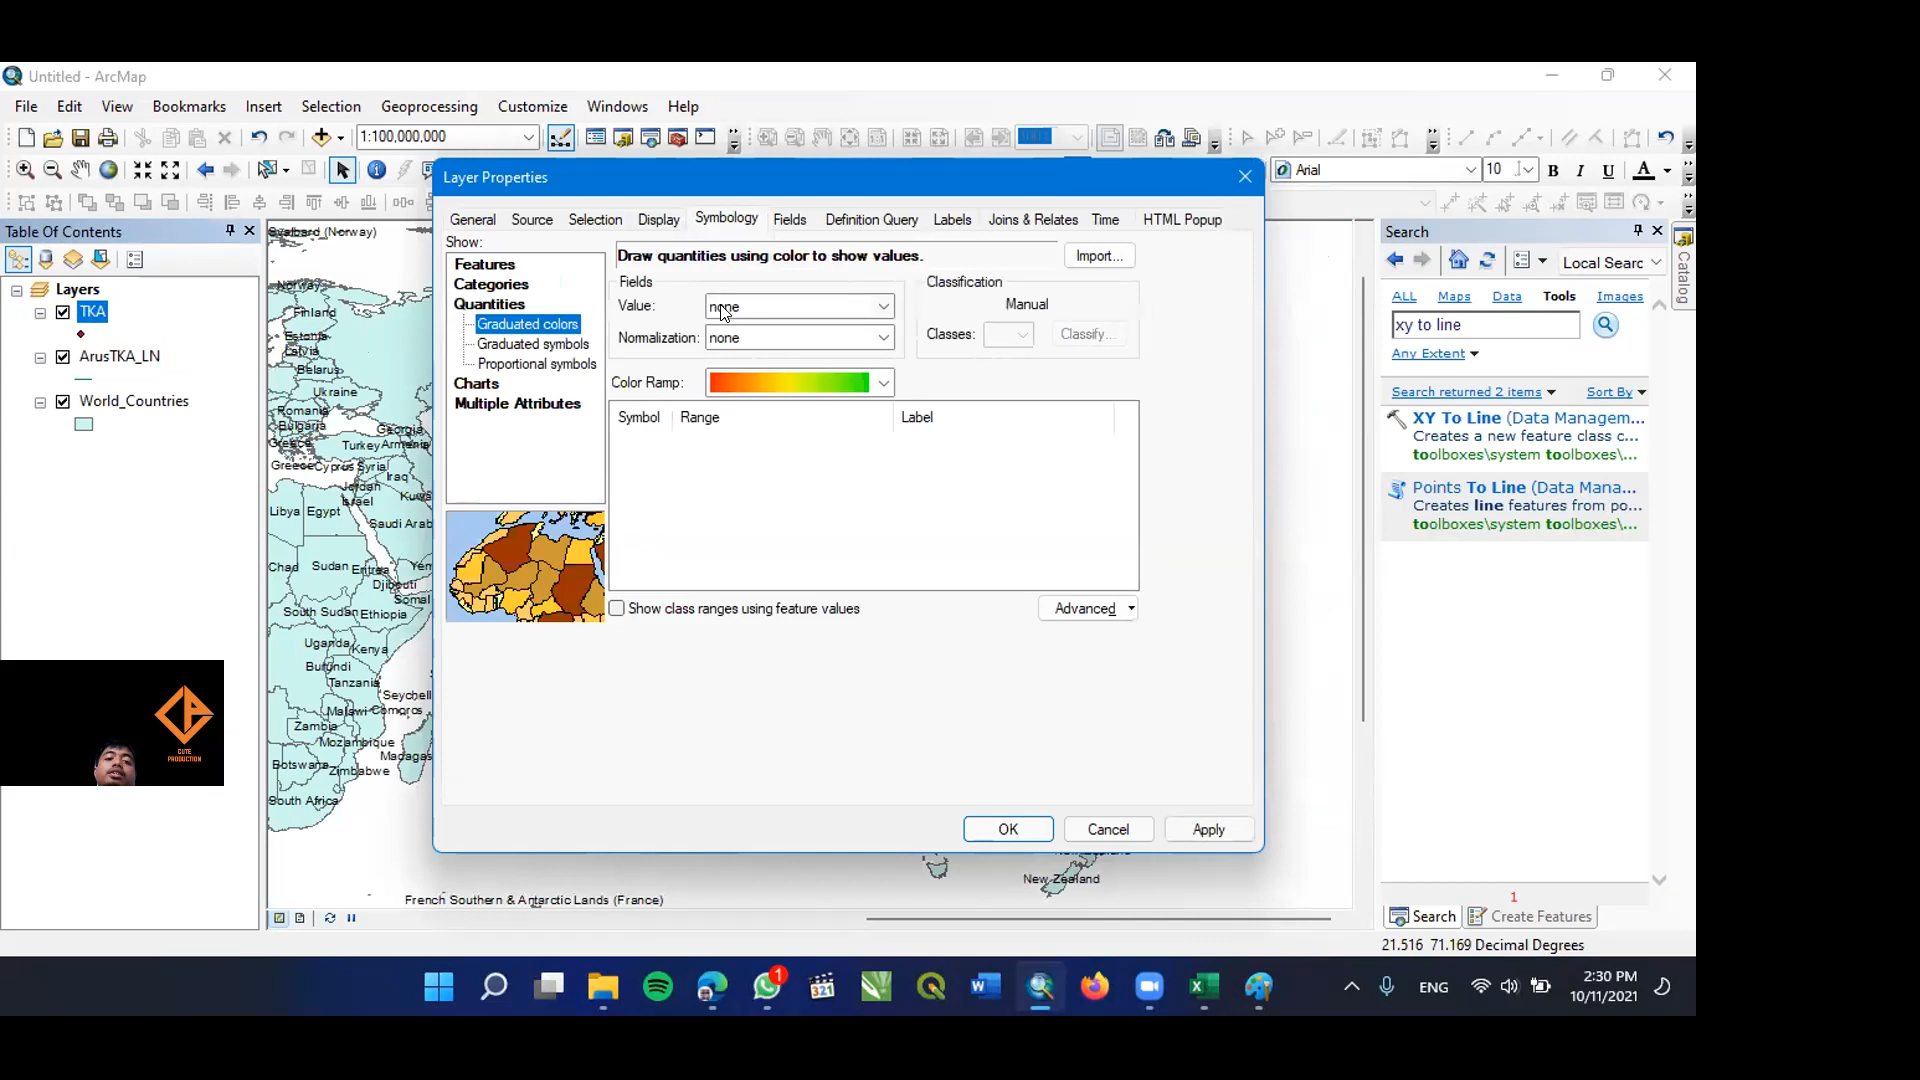 Untitled - ArcMap
File Edit View Bookmarks Insert Selection Geoprocessing Customize Windows Help
1:100,000,000
Arial 10 B I U A
Table Of Contents
Layers
TKA
ArusTKA_LN
World_Countries
CUTE
PRODUCTION
Svalbard (Norway)
Norway
Finland
Estonia
Latvia
Belarus
Ukraine
Romania
Bulgaria
Georgia
Greece Turkey Armenia
Greece Cyprus Syria
Iraq
Jordan
Israel Kuw
Libya Egypt
Saudi Arab
Chad Sudan Eritrea Yem
Djibouti
Somal
South Sudan Ethiopia
Uganda Kenya
Burundi
Tanzania
Seychell
Malawi Comoros
Zambia
Mozambique
Madagas
Botswana Zimbabwe
South Africa
French Southern & Antarctic Lands (France)
New Zealand
Layer Properties
General Source Selection Display Symbology Fields Definition Query Labels Joins & Relates Time HTML Popup
Show:
Features
Categories
Quantities
Graduated colors
Graduated symbols
Proportional symbols
Charts
Multiple Attributes
Draw quantities using color to show values.
Import...
Fields
Value: none
Normalization: none
Classification
Manual
Classes:
Classify...
Color Ramp:
Symbol Range Label
Show class ranges using feature values
Advanced
OK Cancel Apply
Search
Local Searc
ALL Maps Data Tools Images
xy to line
Any Extent
Search returned 2 items Sort By
XY To Line (Data Managem...
Creates a new feature class c...
toolboxes\system toolboxes\...
Points To Line (Data Mana...
Creates line features from po...
toolboxes\system toolboxes\...
1
Search Create Features
Catalog
21.516 71.169 Decimal Degrees
1
321
ENG
2:30 PM
10/11/2021